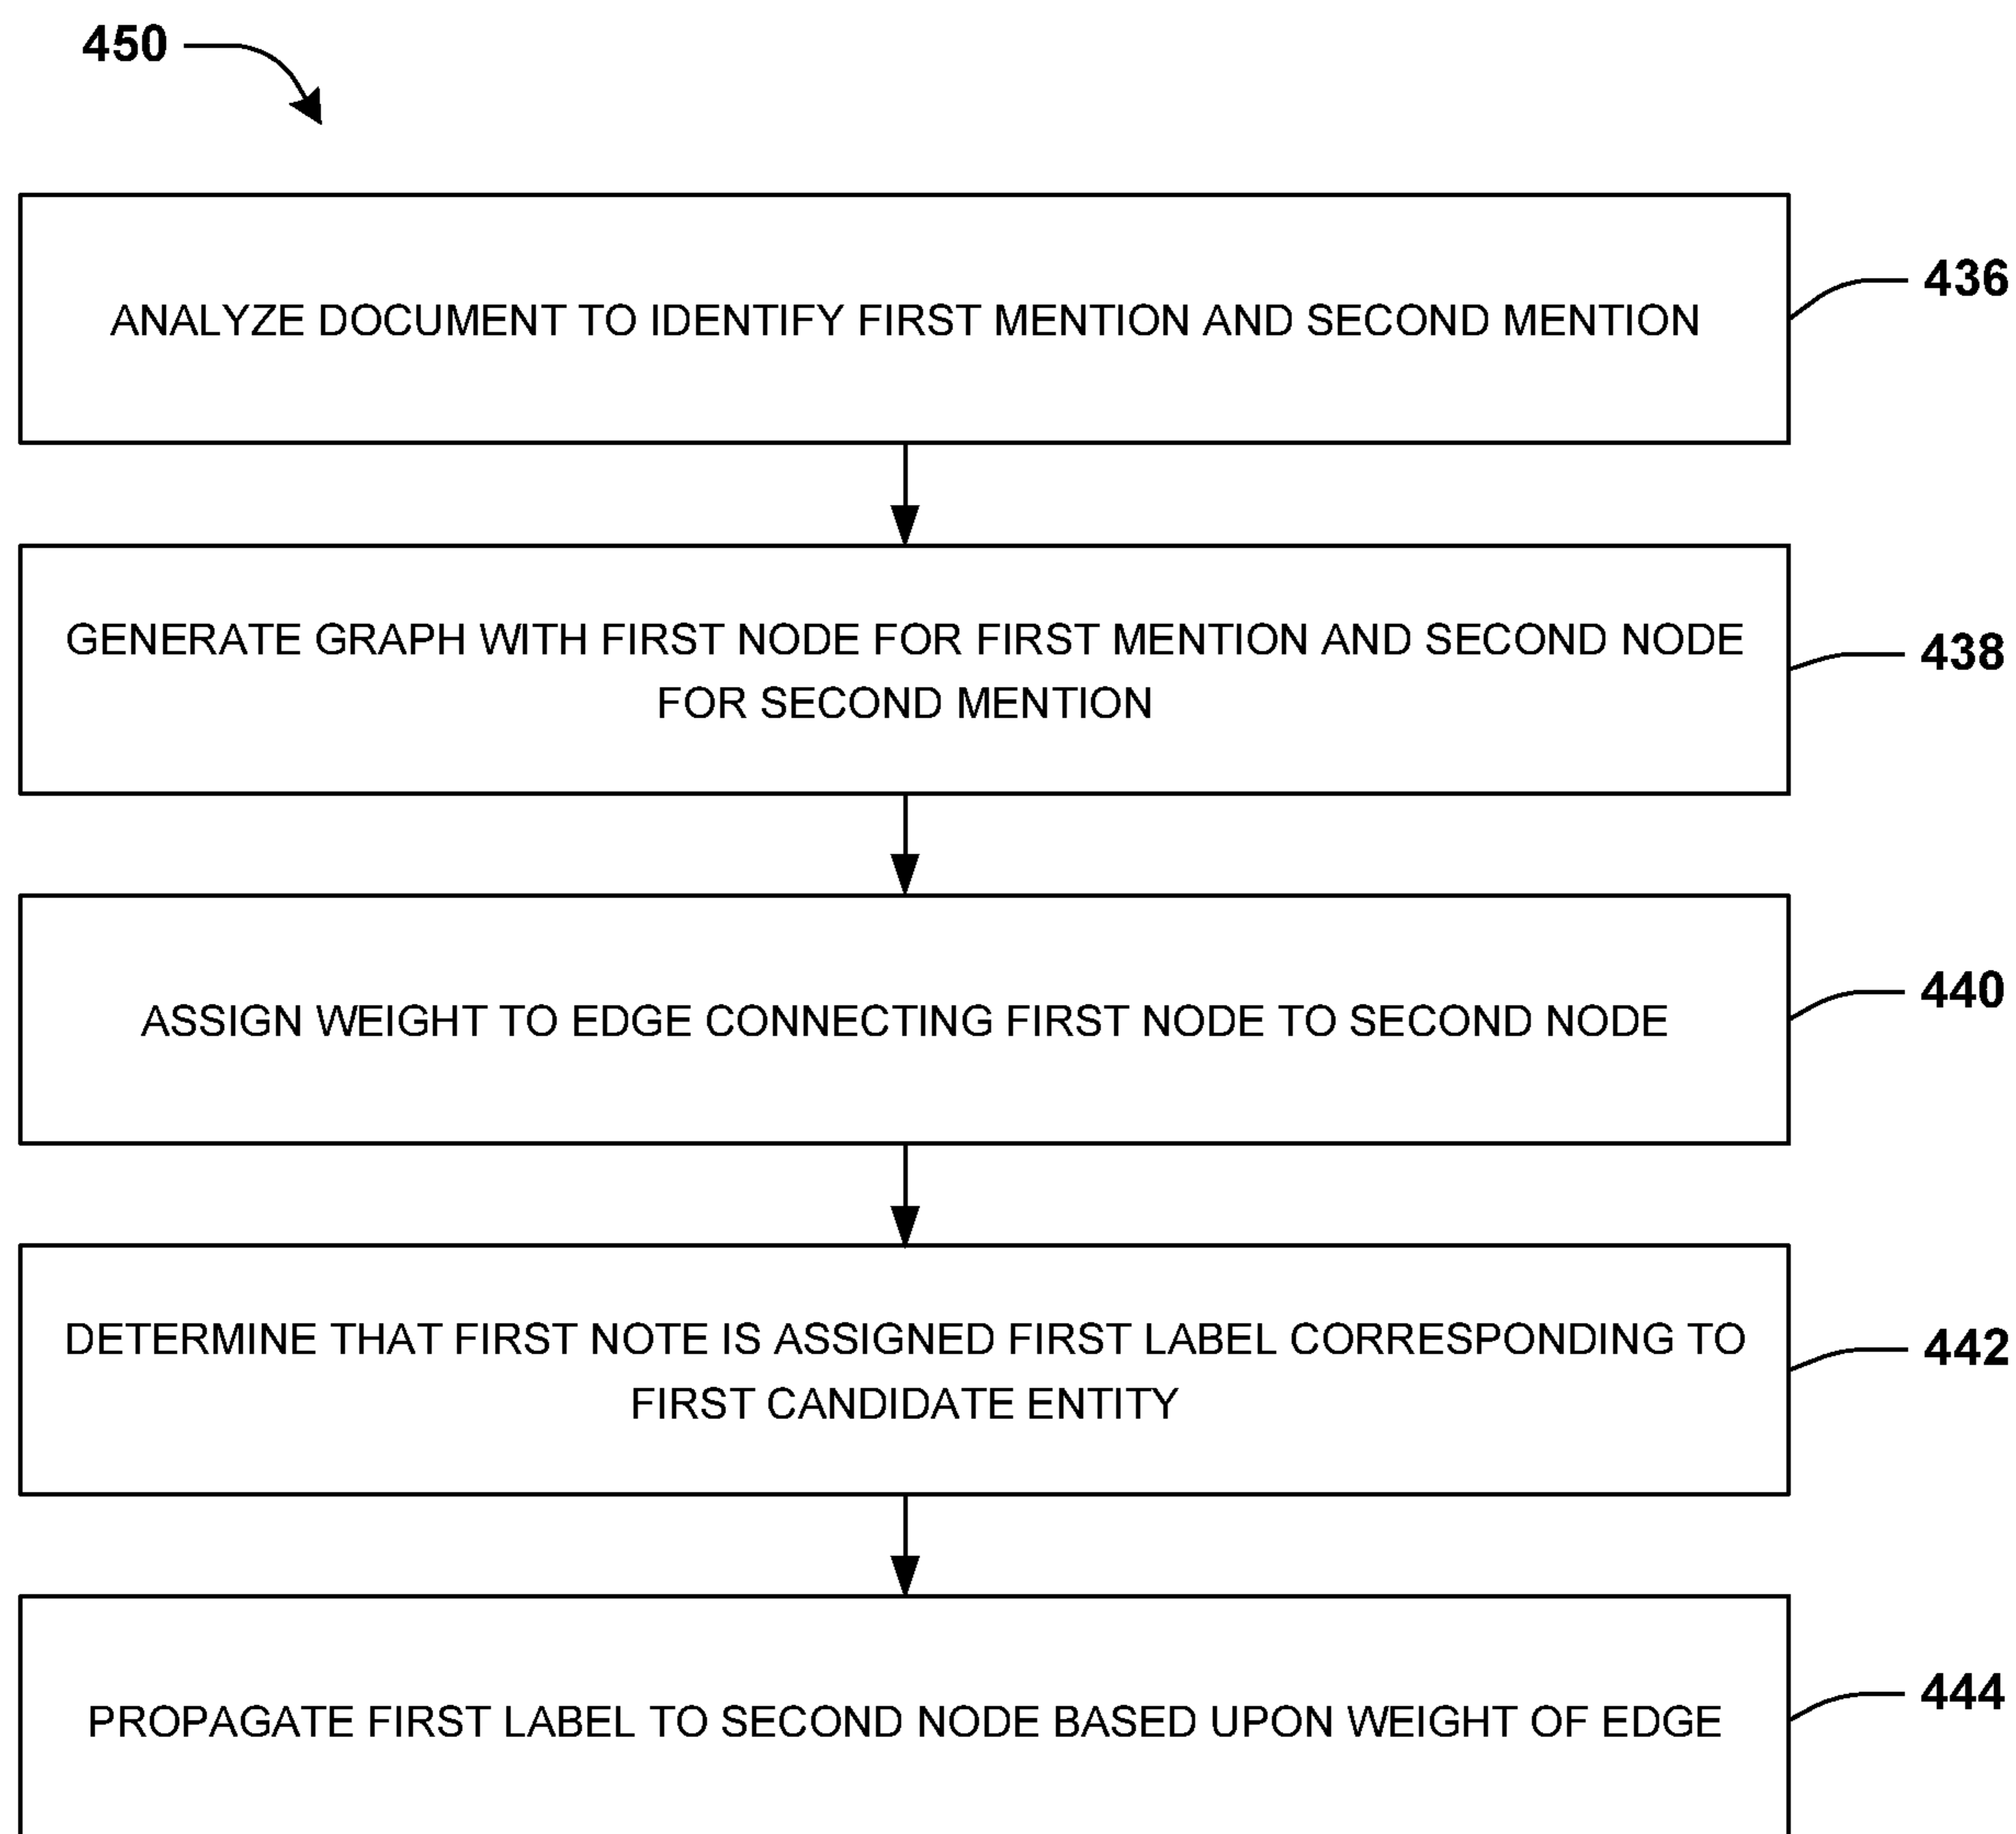 450
ANALYZE DOCUMENT TO IDENTIFY FIRST MENTION AND SECOND MENTION
436
GENERATE GRAPH WITH FIRST NODE FOR FIRST MENTION AND SECOND NODE
FOR SECOND MENTION
438
ASSIGN WEIGHT TO EDGE CONNECTING FIRST NODE TO SECOND NODE
440
DETERMINE THAT FIRST NOTE IS ASSIGNED FIRST LABEL CORRESPONDING TO
FIRST CANDIDATE ENTITY
442
PROPAGATE FIRST LABEL TO SECOND NODE BASED UPON WEIGHT OF EDGE
444